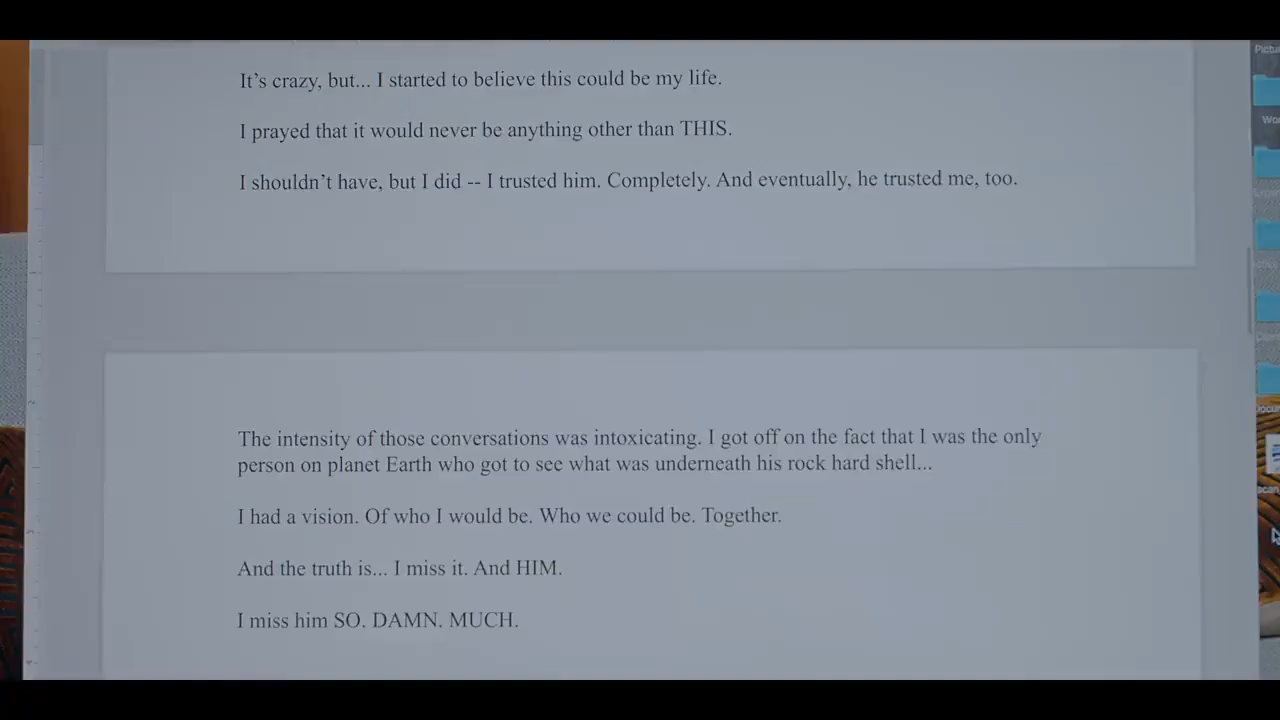 It's crazy, but... I started to believe this could be my life.
I prayed that it would never be anything other than THIS.
I shouldn't have, but I did -- I trusted him. Completely. And eventually, he trusted me, too.
The intensity of those conversations was intoxicating. I got off on the fact that I was the only
person on planet Earth who got to see what was underneath his rock hard shell...
I had a vision. Of who I would be. Who we could be. Together.
And the truth is... I miss it. And HIM.
I miss him SO. DAMN. MUCH.